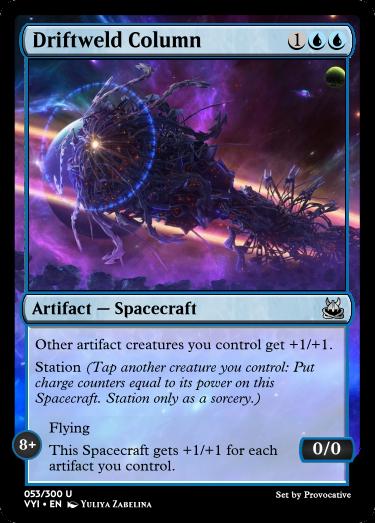 Driftweld Column 1
Artifact — Spacecraft
Other artifact creatures you control get +1/+1.
Station (Tap another creature you control: Put
charge counters equal to its power on this
Spacecraft. Station only as a sorcery.)
8+
Flying
This Spacecraft gets +1/+1 for each
artifact you control.
0/0
053/300 U
VYI • EN Yuliya Zabelina
Set by Provocative